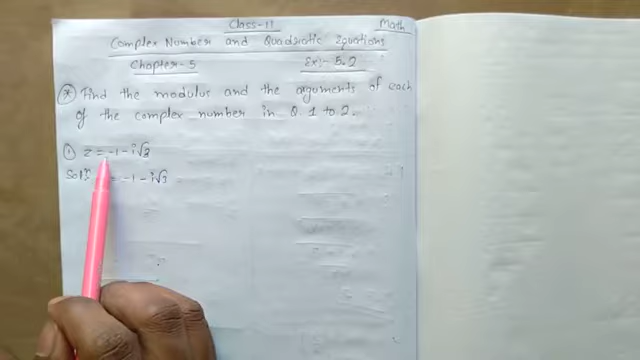 Class-11 Math
Complex Number and Quadratic Equations
Chapter-5 Ex:- 5.2
* Find the modulus and the arguments of each
of the complex number in Q. 1 to 2.
① z = -1 - i√3
Solⁿ: = -1 - i√3